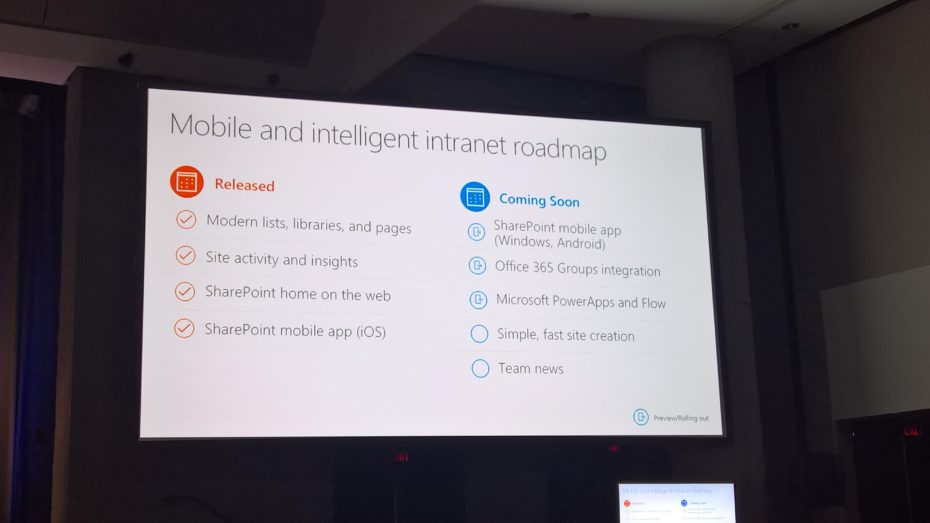 Mobile and intelligent intranet roadmap
Released
Modern lists, libraries, and pages
Site activity and insights
SharePoint home on the web
SharePoint mobile app (iOS)
Coming Soon
SharePoint mobile app
(Windows, Android)
Office 365 Groups integration
Microsoft PowerApps and Flow
Simple, fast site creation
Team news
Preview/Rolling out